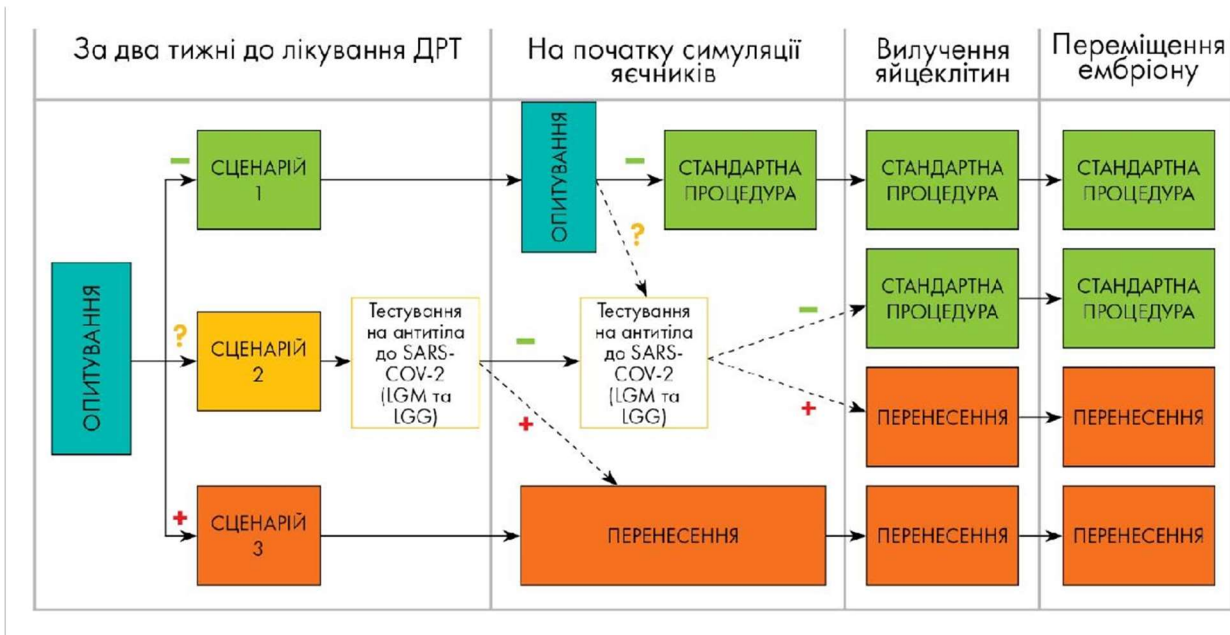 За два тижні до лікування ДРТ
На початку симуляції
яєчників
Вилучення
яйцеклітин
Переміщення
ембріону
ОПИТУВАННЯ
–
СЦЕНАРІЙ
1
ОПИТУВАННЯ
–
СТАНДАРТНА
ПРОЦЕДУРА
СТАНДАРТНА
ПРОЦЕДУРА
СТАНДАРТНА
ПРОЦЕДУРА
?
?
СЦЕНАРІЙ
2
Тестування
на антитіла
до SARS-
COV-2
(LGM та
LGG)
–
+
Тестування
на антитіла
до SARS-
COV-2
(LGM та
LGG)
–
+
СТАНДАРТНА
ПРОЦЕДУРА
СТАНДАРТНА
ПРОЦЕДУРА
ПЕРЕНЕСЕННЯ
ПЕРЕНЕСЕННЯ
+
СЦЕНАРІЙ
3
ПЕРЕНЕСЕННЯ
ПЕРЕНЕСЕННЯ
ПЕРЕНЕСЕННЯ